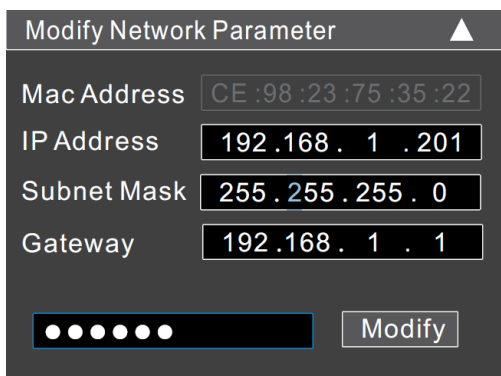 Modify Network Parameter
Mac Address CE:98:23:75:35:22
IP Address 192.168. 1 .201
Subnet Mask 255.255.255. 0
Gateway 192.168. 1 . 1
●●●●●● Modify